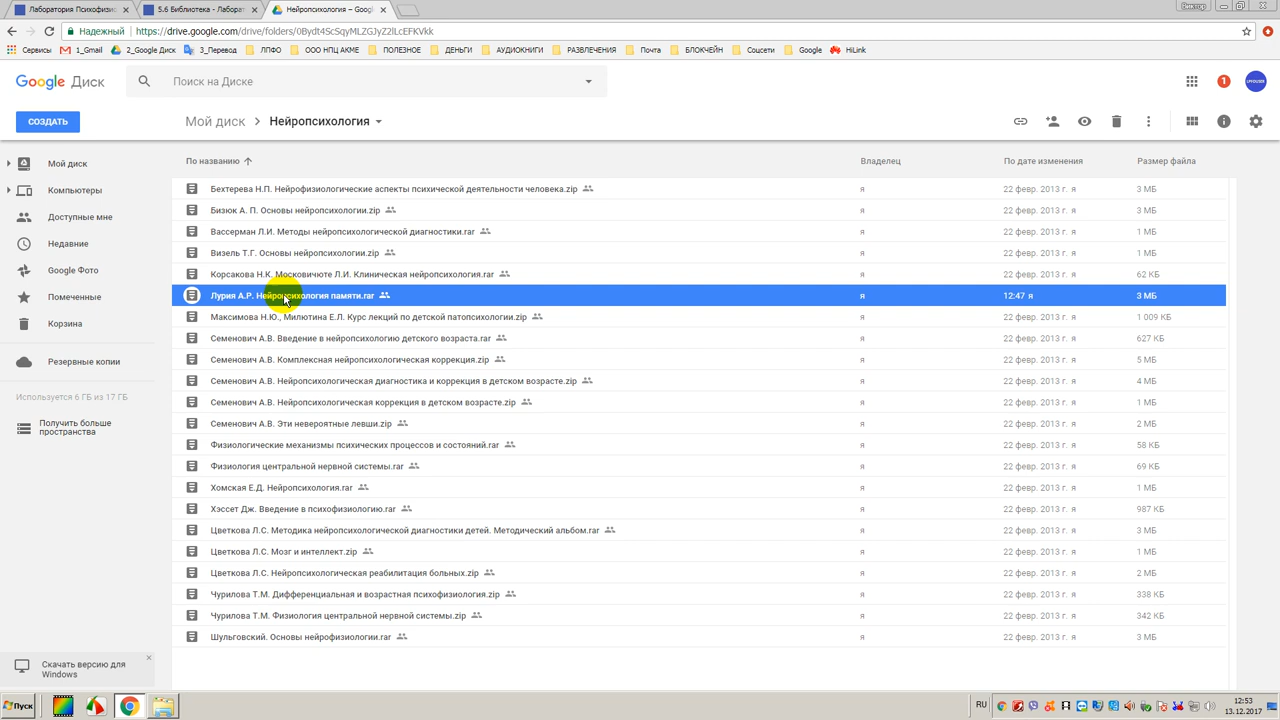 Лаборатория Психофизи
5.6 Библиотека - Лаборат
Нейропсихология – Googl
Виктор
Надежный
https://drive.google.com/drive/folders/0Bydt4ScSqyMLZGJyZ2lLcEFKVkk
Сервисы
1_Gmail
2_Google Диск
3_Перевод
ЛПФО
ООО НПЦ АКМЕ
ПОЛЕЗНОЕ
ДЕНЬГИ
АУДИОКНИГИ
РАЗВЛЕЧЕНИЯ
Почта
БЛОКЧЕЙН
Соцсети
Google
HiLink
Google Диск
Поиск на Диске
1
СОЗДАТЬ
Мой диск
Нейропсихология
Мой диск
Компьютеры
Доступные мне
Недавние
Google Фото
Помеченные
Корзина
Резервные копии
Используется 6 ГБ из 17 ГБ
Получить больше
пространства
Скачать версию для
Windows
По названию Владелец По дате изменения Размер файла
Бехтерева Н.П. Нейрофизиологические аспекты психической деятельности человека.zip я 22 февр. 2013 г. я 3 МБ
Бизюк А. П. Основы нейропсихологии.zip я 22 февр. 2013 г. я 3 МБ
Вассерман Л.И. Методы нейропсихологической диагностики.rar я 22 февр. 2013 г. я 1 МБ
Визель Т.Г. Основы нейропсихологии.zip я 22 февр. 2013 г. я 1 МБ
Корсакова Н.К. Московичюте Л.И. Клиническая нейропсихология.rar я 22 февр. 2013 г. я 62 КБ
Лурия А.Р. Нейропсихология памяти.rar я 12:47 я 3 МБ
Максимова Н.Ю., Милютина Е.Л. Курс лекций по детской патопсихологии.zip я 22 февр. 2013 г. я 1 009 КБ
Семенович А.В. Введение в нейропсихологию детского возраста.rar я 22 февр. 2013 г. я 627 КБ
Семенович А.В. Комплексная нейропсихологическая коррекция.zip я 22 февр. 2013 г. я 5 МБ
Семенович А.В. Нейропсихологическая диагностика и коррекция в детском возрасте.zip я 22 февр. 2013 г. я 4 МБ
Семенович А.В. Нейропсихологическая коррекция в детском возрасте.zip я 22 февр. 2013 г. я 1 МБ
Семенович А.В. Эти невероятные левши.zip я 22 февр. 2013 г. я 2 МБ
Физиологические механизмы психических процессов и состояний.rar я 22 февр. 2013 г. я 58 КБ
Физиология центральной нервной системы.rar я 22 февр. 2013 г. я 69 КБ
Хомская Е.Д. Нейропсихология.rar я 22 февр. 2013 г. я 1 МБ
Хэссет Дж. Введение в психофизиологию.rar я 22 февр. 2013 г. я 987 КБ
Цветкова Л.С. Методика нейропсихологической диагностики детей. Методический альбом.rar я 22 февр. 2013 г. я 3 МБ
Цветкова Л.С. Мозг и интеллект.zip я 22 февр. 2013 г. я 1 МБ
Цветкова Л.С. Нейропсихологическая реабилитация больных.zip я 22 февр. 2013 г. я 2 МБ
Чурилова Т.М. Дифференциальная и возрастная психофизиология.zip я 22 февр. 2013 г. я 338 КБ
Чурилова Т.М. Физиология центральной нервной системы.zip я 22 февр. 2013 г. я 342 КБ
Шульговский. Основы нейрофизиологии.rar я 22 февр. 2013 г. я 3 МБ
Пуск
RU
12:53
13.12.2017